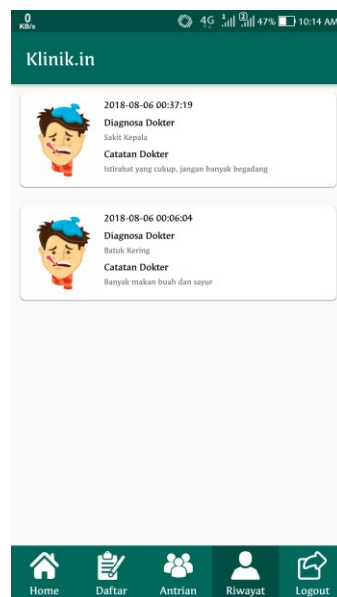 0
KB/s
4G 1 2 47% 10:14 AM
Klinik.in
2018-08-06 00:37:19
Diagnosa Dokter
Sakit Kepala
Catatan Dokter
Istirahat yang cukup, jangan banyak begadang
2018-08-06 00:06:04
Diagnosa Dokter
Batuk Kering
Catatan Dokter
Banyak makan buah dan sayur
Home Daftar Antrian Riwayat Logout